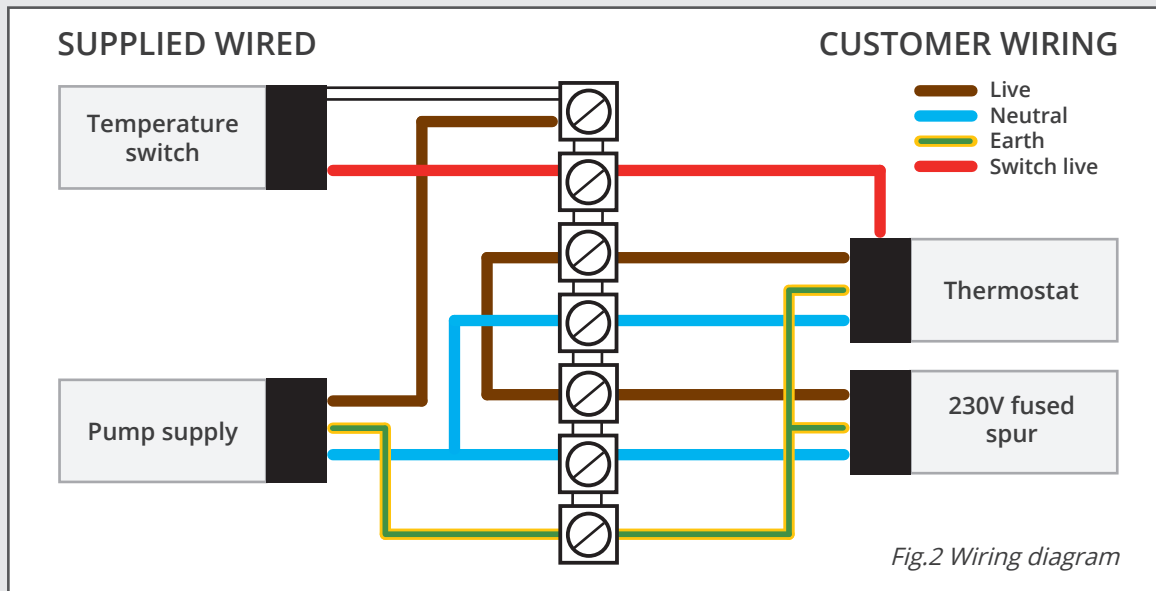 SUPPLIED WIRED
CUSTOMER WIRING
Live
Neutral
Earth
Switch live
Temperature
switch
Thermostat
Pump supply
230V fused
spur
Fig.2 Wiring diagram